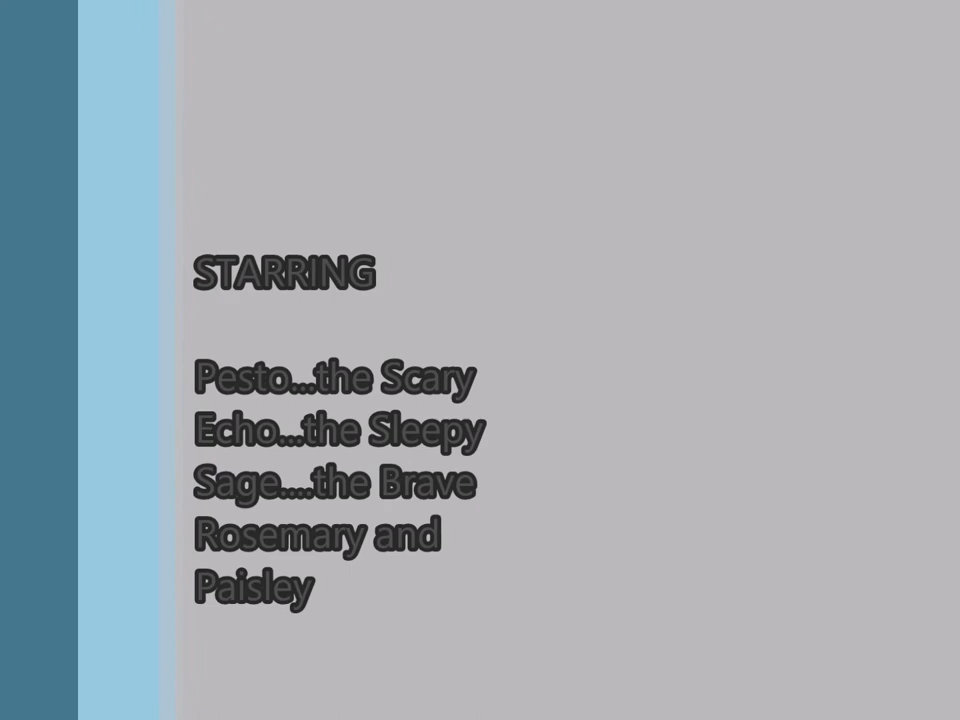 STARRING
Pesto...the Scary
Echo...the Sleepy
Sage....the Brave
Rosemary and
Paisley